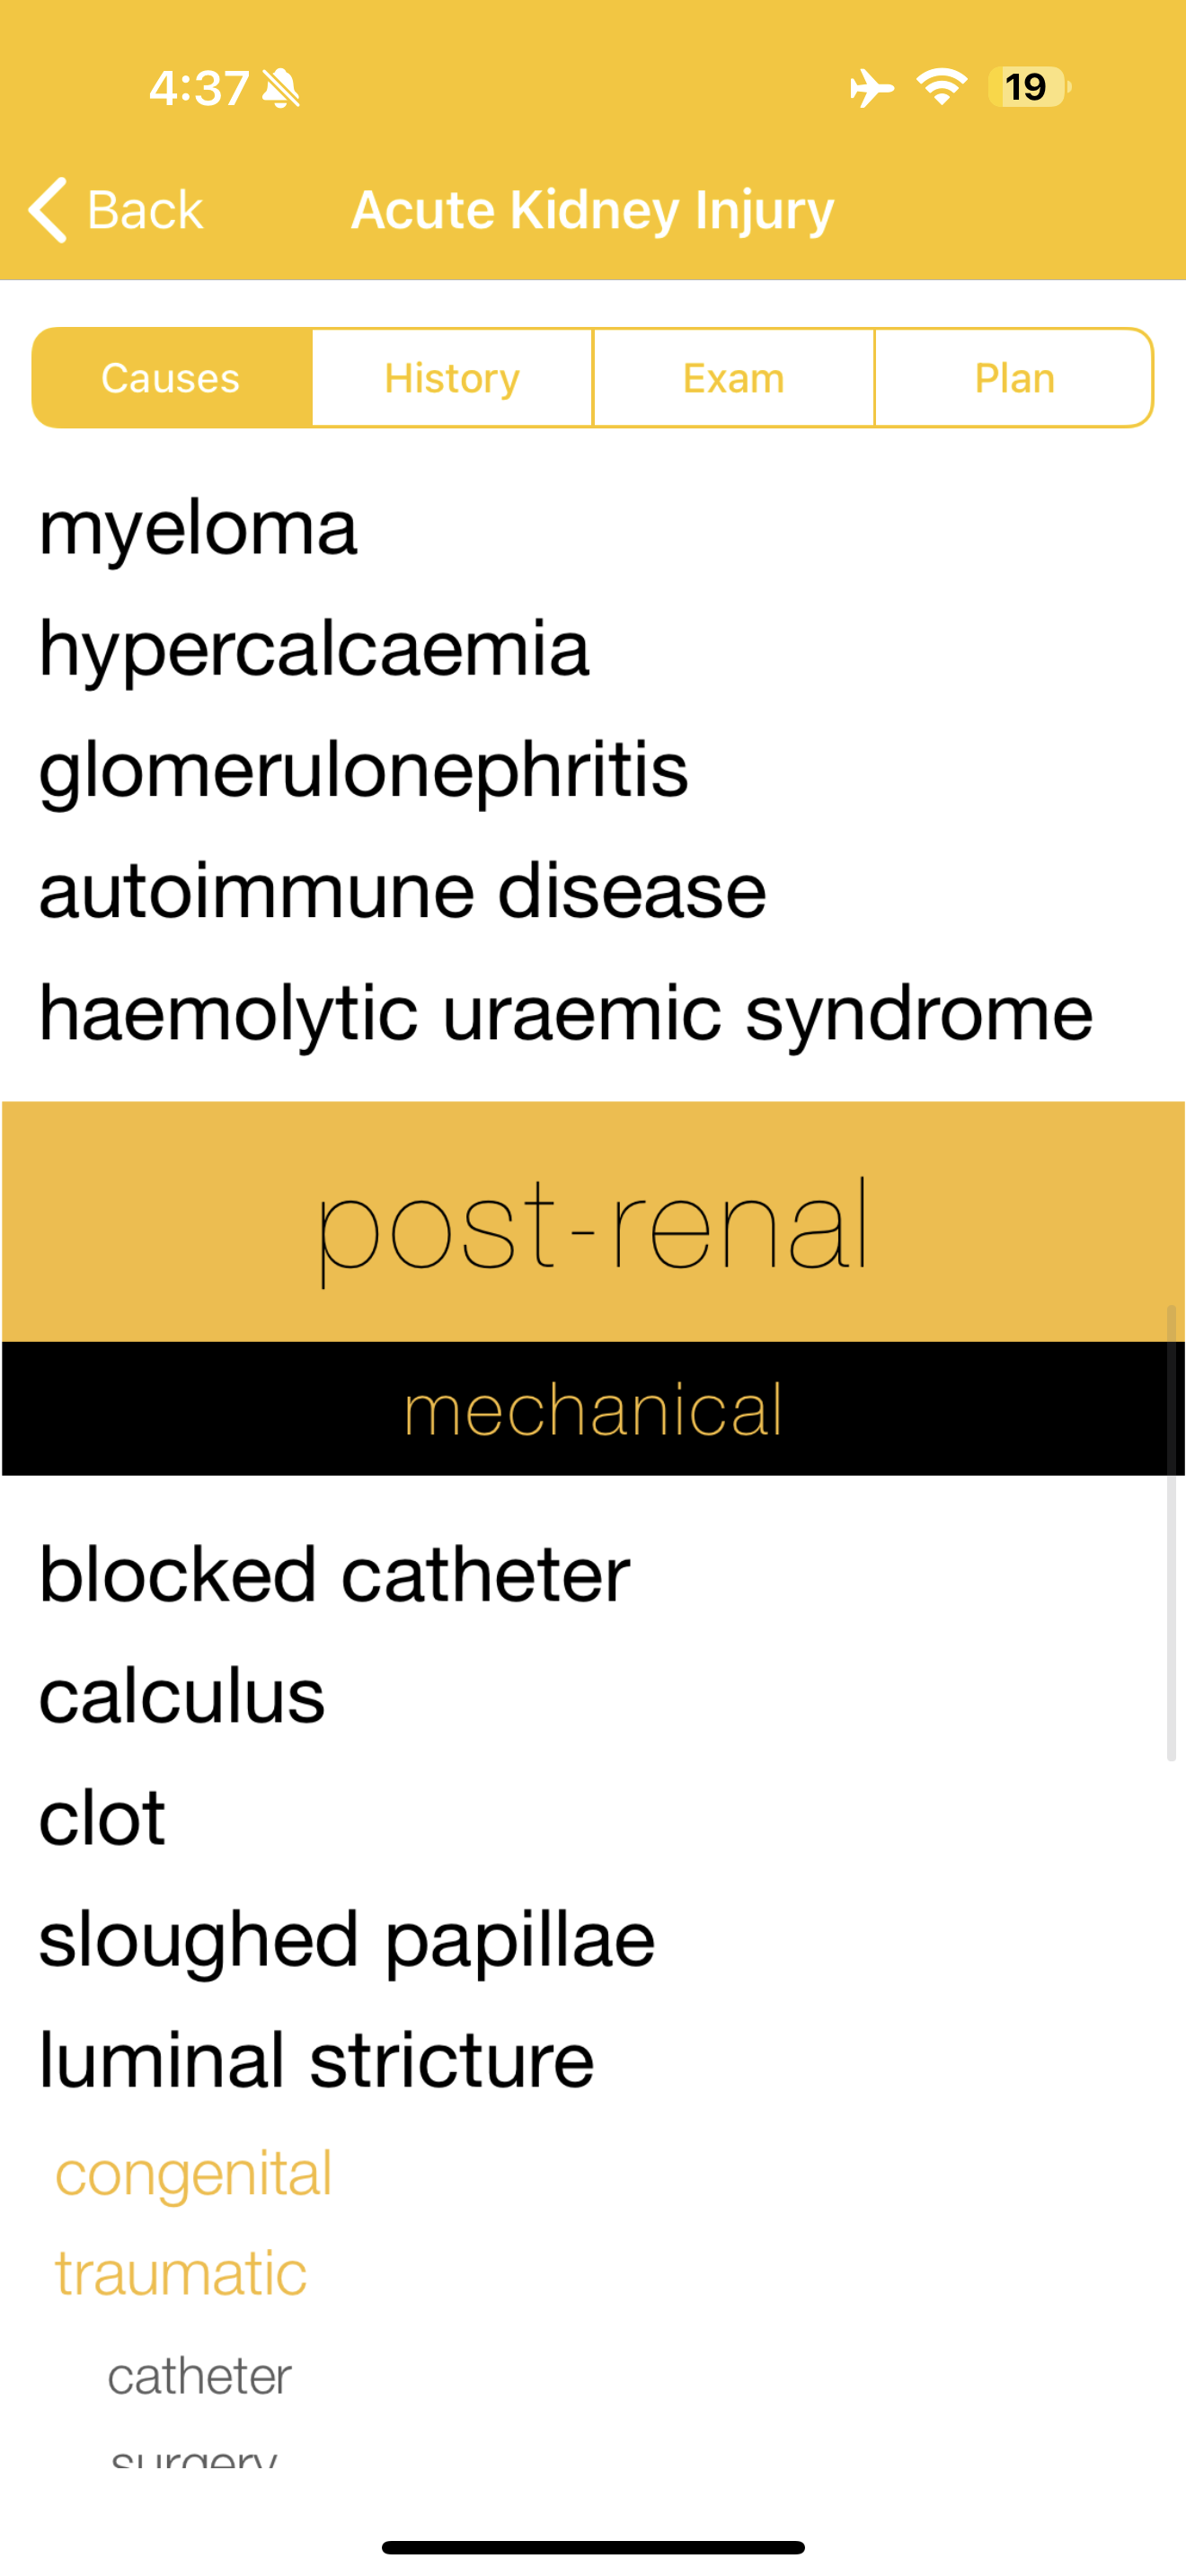 4:37
19
Back
Acute Kidney Injury
Causes
History
Exam
Plan
myeloma
hypercalcaemia
glomerulonephritis
autoimmune disease
haemolytic uraemic syndrome
post-renal
mechanical
blocked catheter
calculus
clot
sloughed papillae
luminal stricture
congenital
traumatic
catheter
surgery